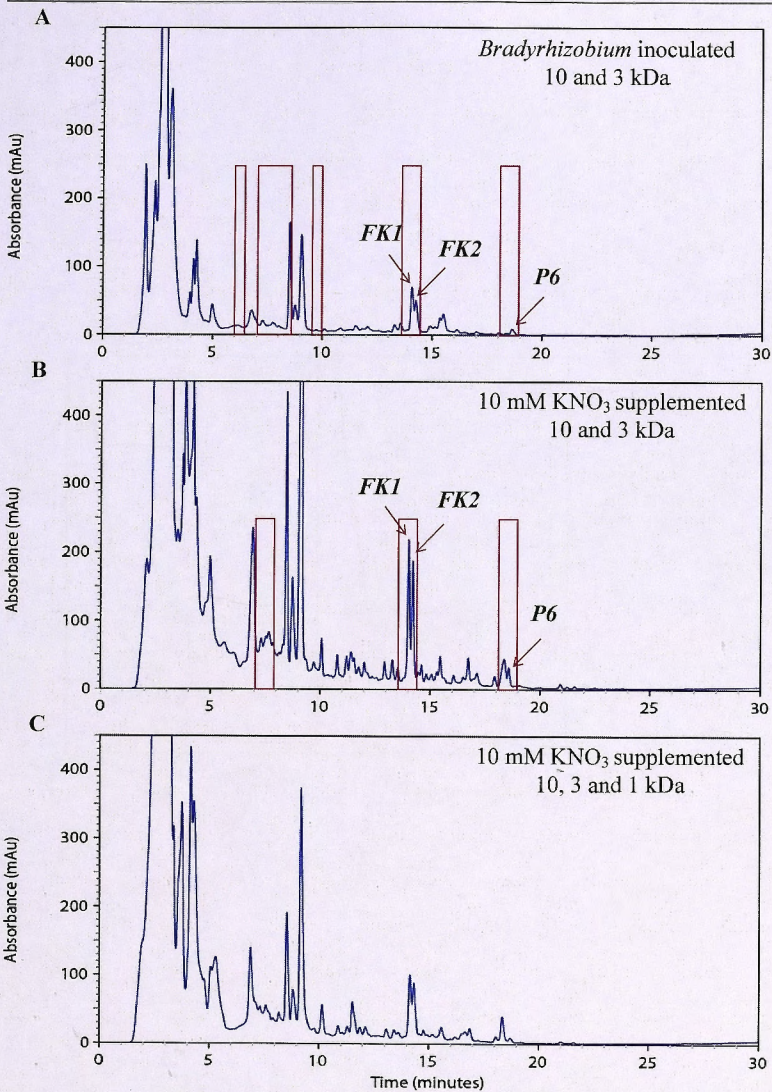 A
Bradyrhizobium inoculated
10 and 3 kDa
Absorbance (mAu)
400
300
200
100
0
FK1
FK2
P6
0 5 10 15 20 25 30
B
10 mM KNO₃ supplemented
10 and 3 kDa
Absorbance (mAu)
400
300
200
100
0
FK1
FK2
P6
0 5 10 15 20 25 30
C
10 mM KNO₃ supplemented
10, 3 and 1 kDa
Absorbance (mAu)
400
300
200
100
0
0 5 10 15 20 25 30
Time (minutes)